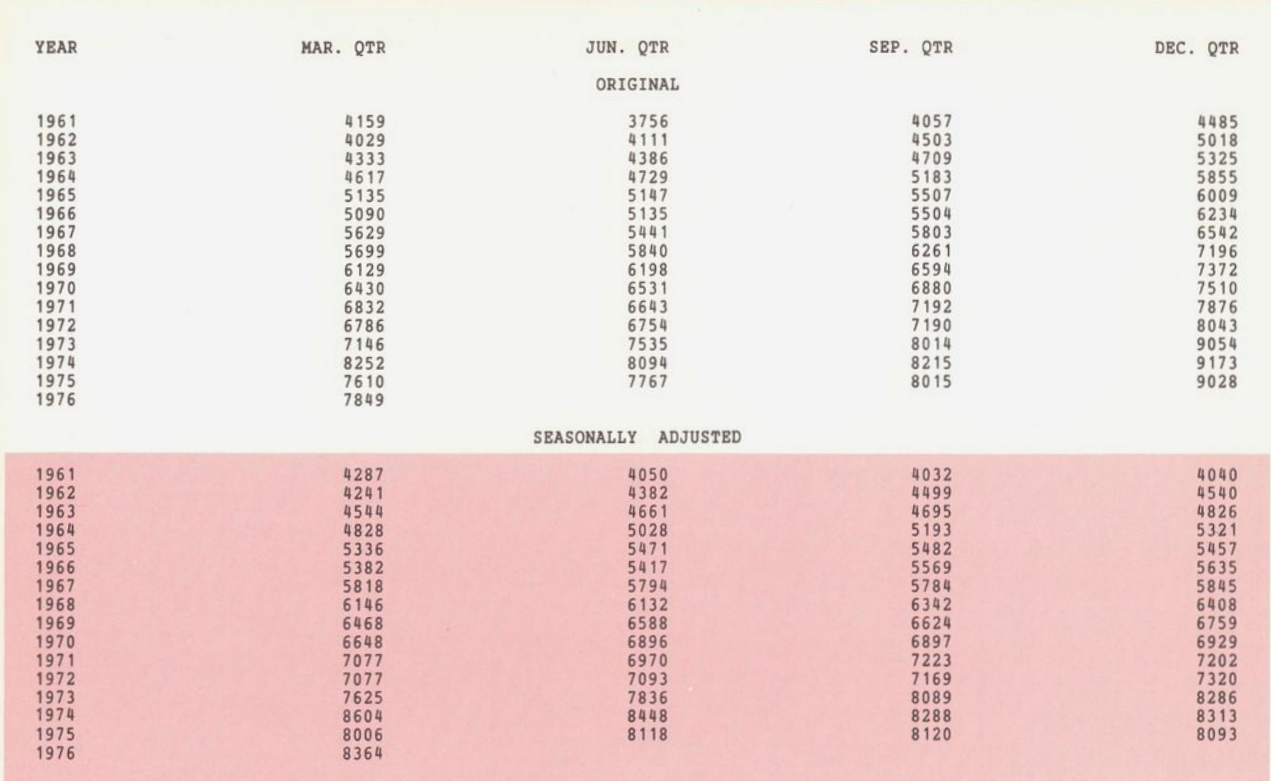 YEAR MAR. QTR JUN. QTR SEP. QTR DEC. QTR
ORIGINAL
1961 4159 3756 4057 4485
1962 4029 4111 4503 5018
1963 4333 4386 4709 5325
1964 4617 4729 5183 5855
1965 5135 5147 5507 6009
1966 5090 5135 5504 6234
1967 5629 5441 5803 6542
1968 5699 5840 6261 7196
1969 6129 6198 6594 7372
1970 6430 6531 6880 7510
1971 6832 6643 7192 7876
1972 6786 6754 7190 8043
1973 7146 7535 8014 9054
1974 8252 8094 8215 9173
1975 7610 7767 8015 9028
1976 7849
SEASONALLY ADJUSTED
1961 4287 4050 4032 4040
1962 4241 4382 4499 4540
1963 4544 4661 4695 4826
1964 4828 5028 5193 5321
1965 5336 5471 5482 5457
1966 5382 5417 5569 5635
1967 5818 5794 5784 5845
1968 6146 6132 6342 6408
1969 6468 6588 6624 6759
1970 6648 6896 6897 6929
1971 7077 6970 7223 7202
1972 7077 7093 7169 7320
1973 7625 7836 8089 8286
1974 8604 8448 8288 8313
1975 8006 8118 8120 8093
1976 8364